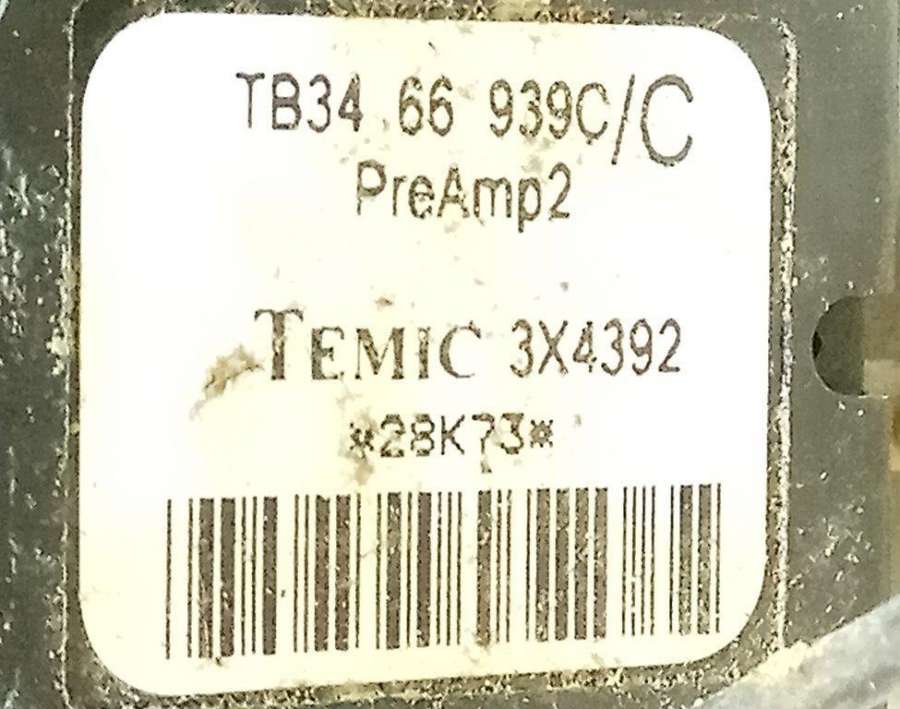 TB34 66 939C/C
PreAmp2
TEMIC 3X4392
*28K73*